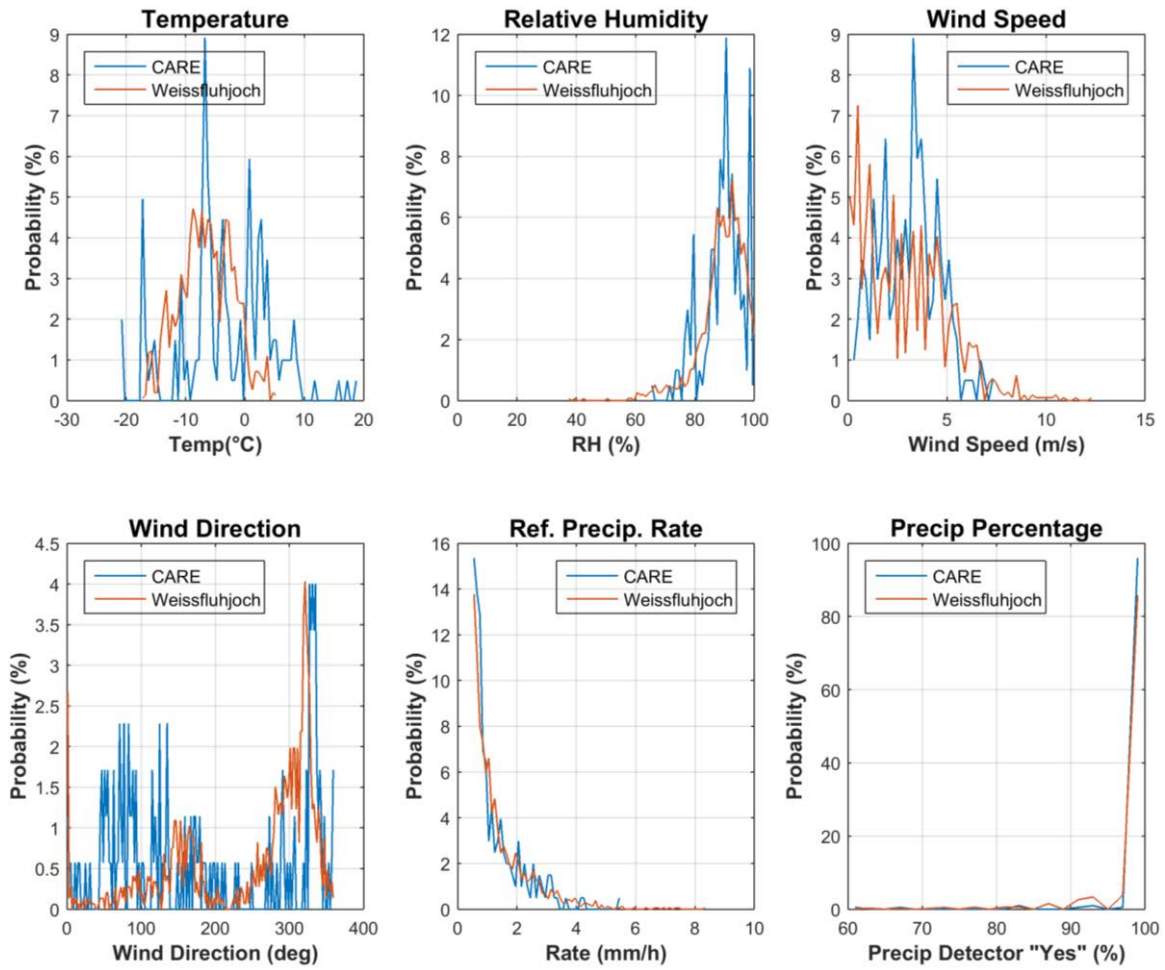 Temperature
Relative Humidity
Wind Speed
9
8
7
6
5
4
3
2
1
0
Probability (%)
CARE
Weissfluhjoch
-30
-20
-10
0
10
20
Temp(°C)
12
10
8
6
4
2
0
Probability (%)
CARE
Weissfluhjoch
0
20
40
60
80
100
RH (%)
9
8
7
6
5
4
3
2
1
0
Probability (%)
CARE
Weissfluhjoch
0
5
10
15
Wind Speed (m/s)
Wind Direction
Ref. Precip. Rate
Precip Percentage
4.5
4
3.5
3
2.5
2
1.5
1
0.5
0
Probability (%)
CARE
Weissfluhjoch
0
100
200
300
400
Wind Direction (deg)
16
14
12
10
8
6
4
2
0
Probability (%)
CARE
Weissfluhjoch
0
2
4
6
8
10
Rate (mm/h)
100
80
60
40
20
0
Probability (%)
CARE
Weissfluhjoch
60
70
80
90
100
Precip Detector "Yes" (%)